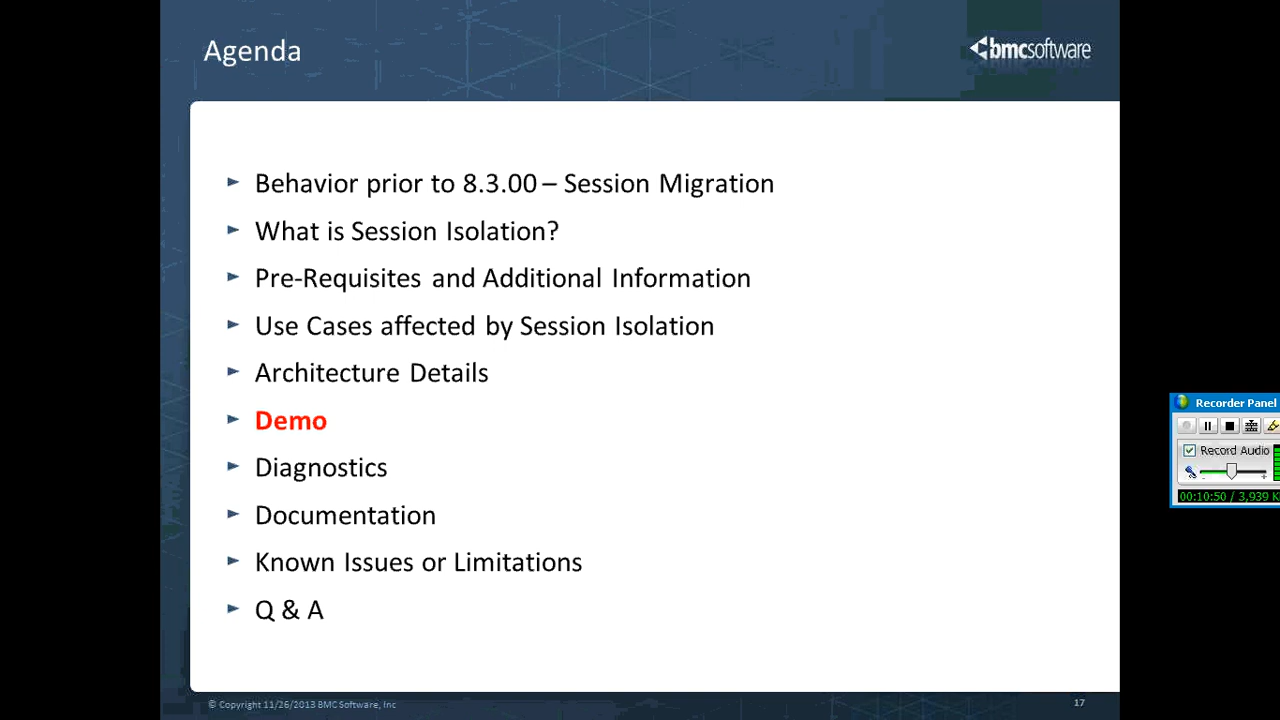 Agenda
bmcsoftware
Behavior prior to 8.3.00 – Session Migration
What is Session Isolation?
Pre-Requisites and Additional Information
Use Cases affected by Session Isolation
Architecture Details
Demo
Diagnostics
Documentation
Known Issues or Limitations
Q & A
Recorder Panel
Record Audio
00:10:50 / 3,939 K
© Copyright 11/26/2013 BMC Software, Inc
17